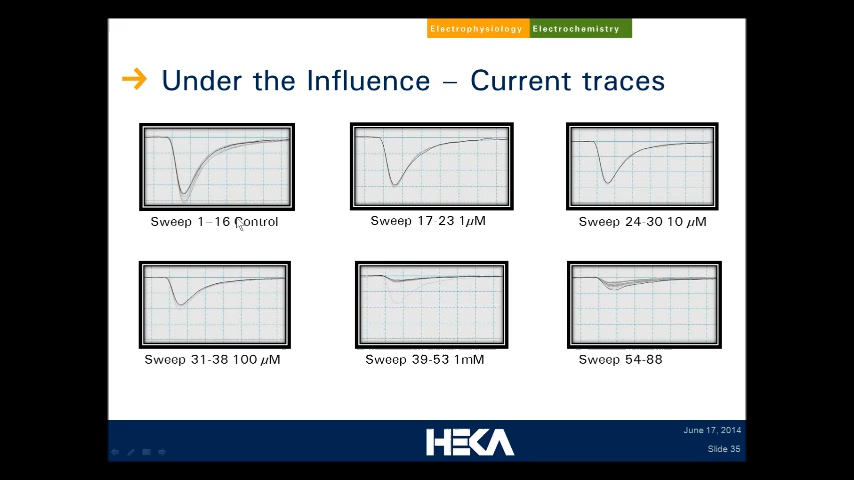 Electrophysiology Electrochemistry
Under the Influence – Current traces
Sweep 1–16 Control
Sweep 17-23 1µM
Sweep 24-30 10 µM
Sweep 31-38 100 µM
Sweep 39-53 1mM
Sweep 54-88
HEKA
June 17, 2014
Slide 35